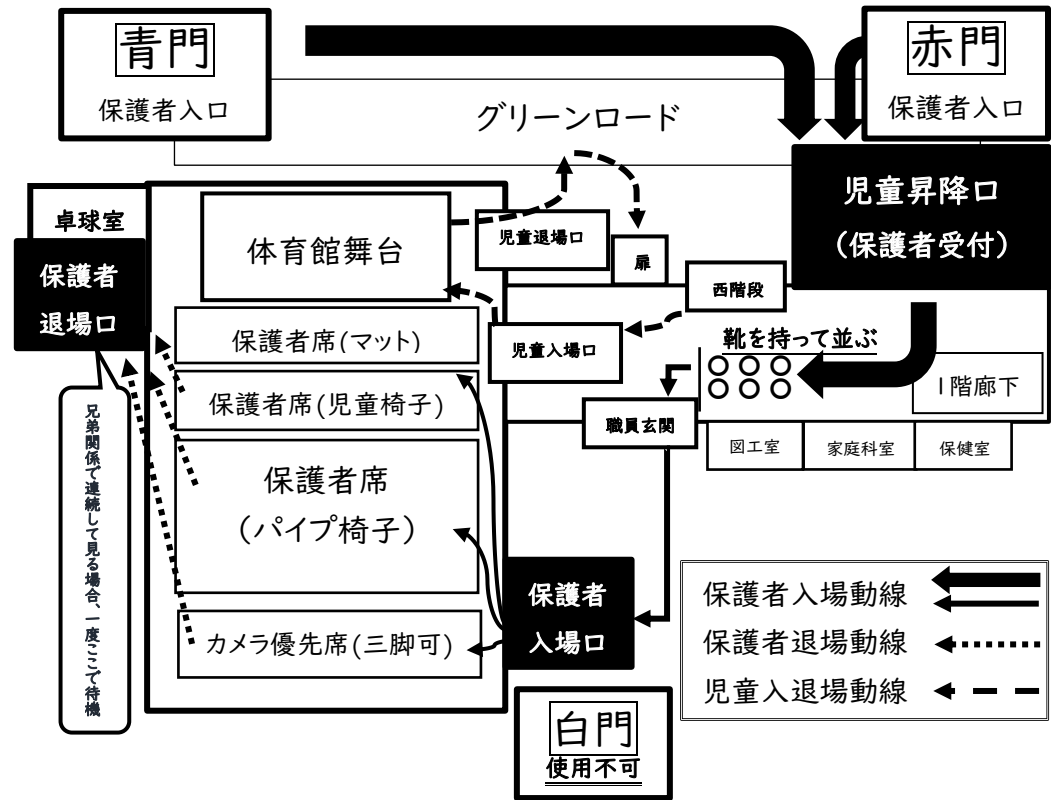 青門
保護者入口
赤門
保護者入口
グリーンロード
児童昇降口
(保護者受付)
卓球室
保護者
退場口
体育館舞台
児童退場口
扉
西階段
児童入場口
靴を持って並ぶ
1階廊下
保護者席(マット)
保護者席(児童椅子)
職員玄関
図工室
家庭科室
保健室
保護者席
(パイプ椅子)
兄弟関係で連続して見る場合、一度ここで待機
保護者
入場口
カメラ優先席(三脚可)
保護者入場動線
保護者退場動線
児童入退場動線
白門
使用不可